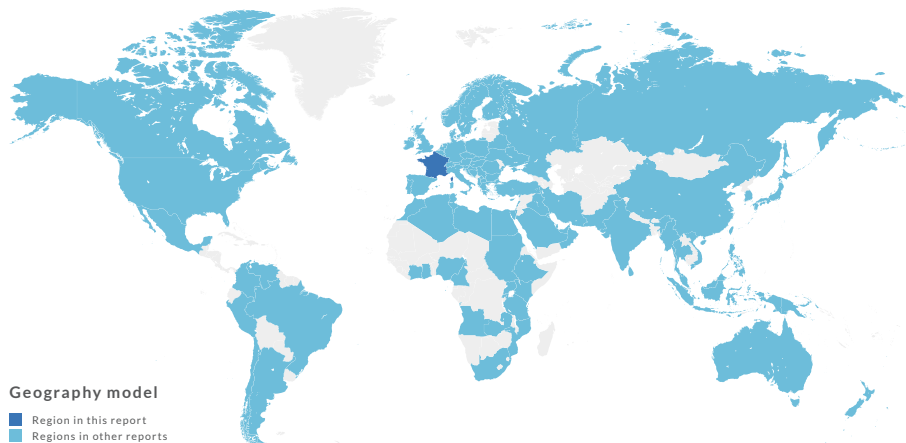 Geography model
Region in this report
Regions in other reports